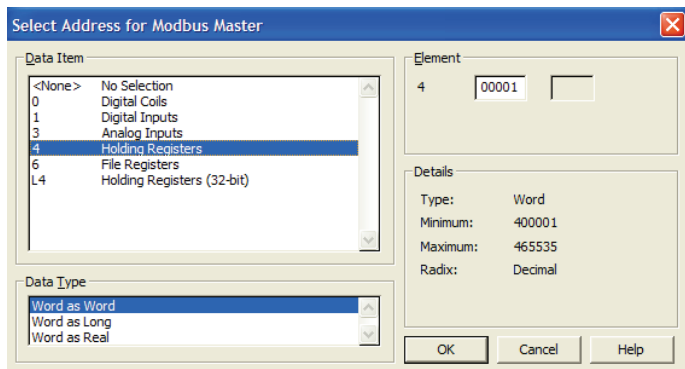 Select Address for Modbus Master
Data Item
<None> No Selection
0 Digital Coils
1 Digital Inputs
3 Analog Inputs
4 Holding Registers
6 File Registers
L4 Holding Registers (32-bit)
Data Type
Word as Word
Word as Long
Word as Real
Element
4 00001
Details
Type: Word
Minimum: 400001
Maximum: 465535
Radix: Decimal
OK Cancel Help